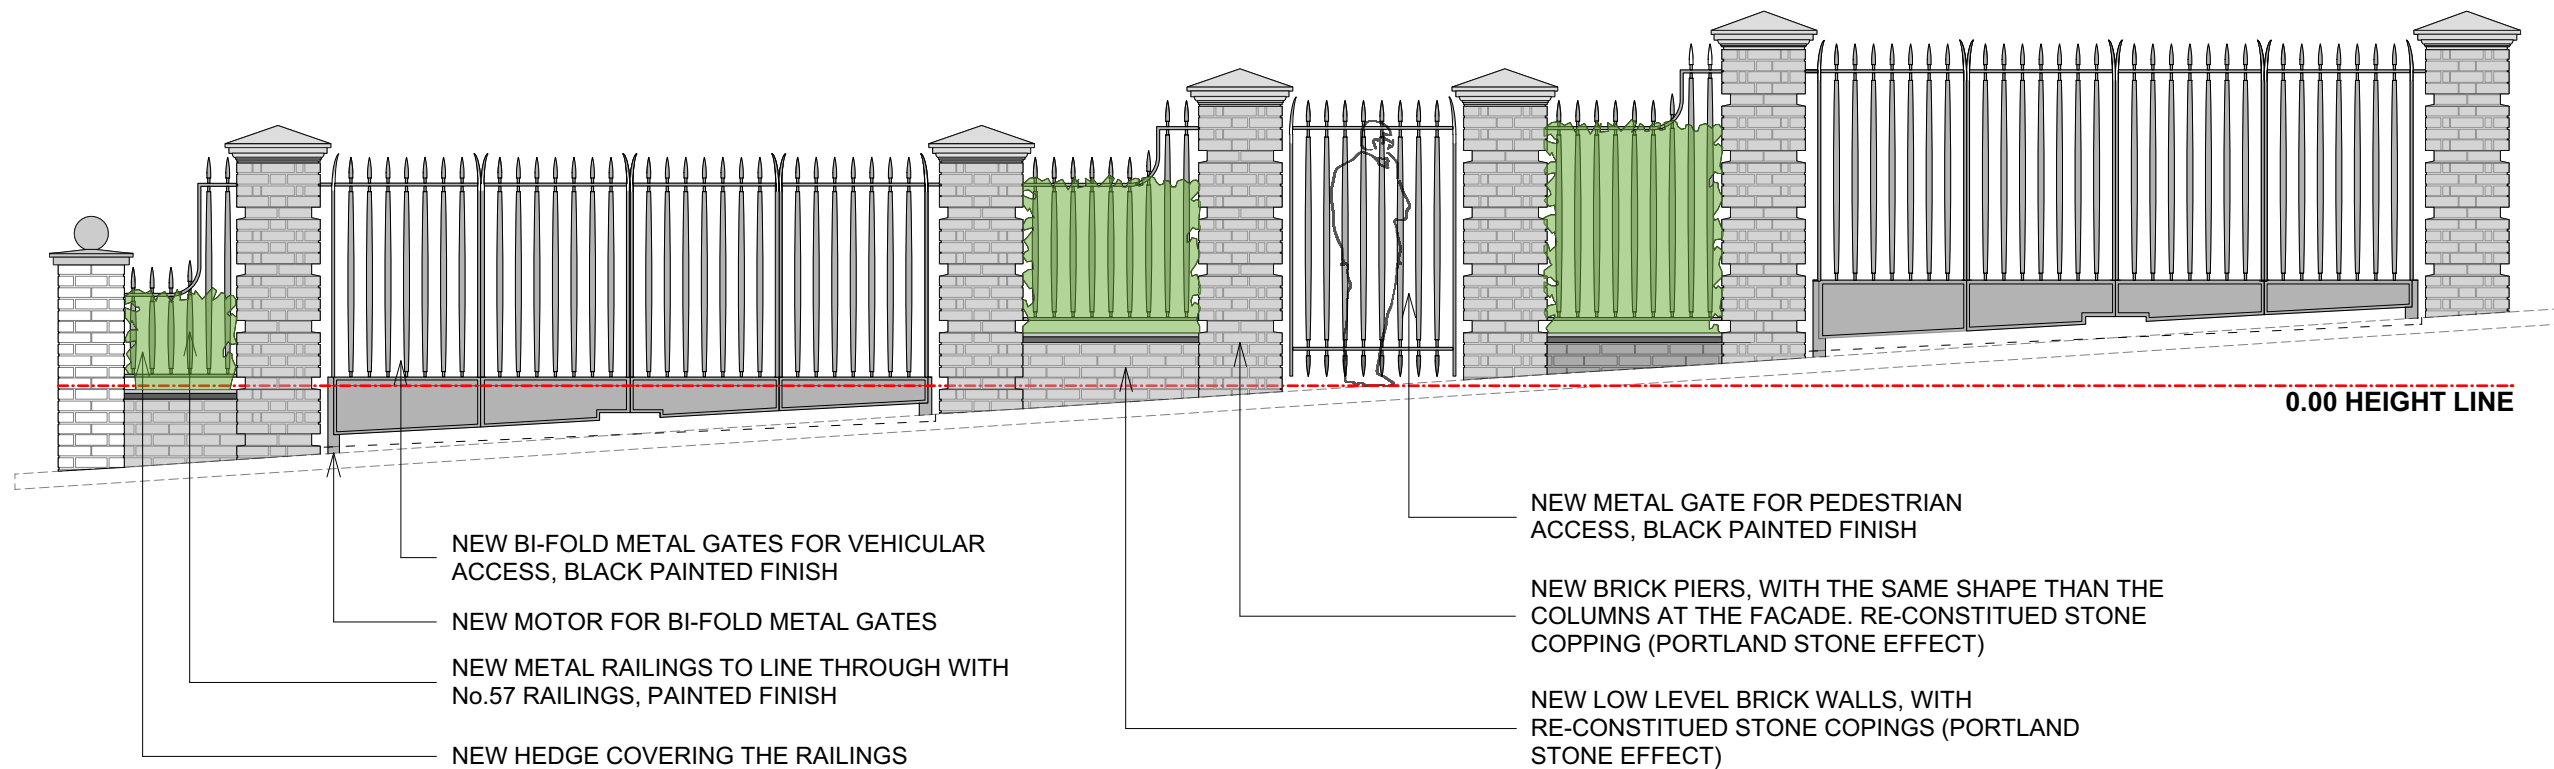 0.00 HEIGHT LINE
NEW BI-FOLD METAL GATES FOR VEHICULAR
ACCESS, BLACK PAINTED FINISH
NEW MOTOR FOR BI-FOLD METAL GATES
NEW METAL RAILINGS TO LINE THROUGH WITH
No.57 RAILINGS, PAINTED FINISH
NEW HEDGE COVERING THE RAILINGS
NEW METAL GATE FOR PEDESTRIAN
ACCESS, BLACK PAINTED FINISH
NEW BRICK PIERS, WITH THE SAME SHAPE THAN THE
COLUMNS AT THE FACADE. RE-CONSTITUED STONE
COPPING (PORTLAND STONE EFFECT)
NEW LOW LEVEL BRICK WALLS, WITH
RE-CONSTITUED STONE COPINGS (PORTLAND
STONE EFFECT)